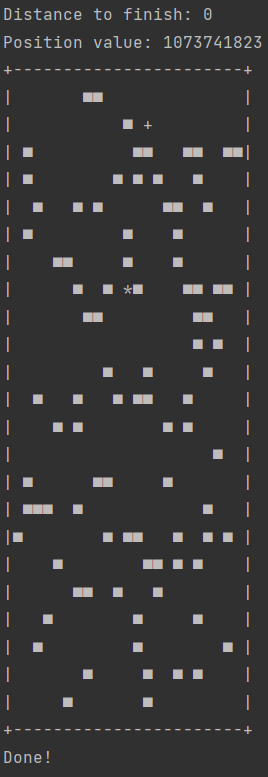 Distance to finish: 0
Position value: 1073741823
+-----------------------+
|       ■■              |
|           ■ +         |
| ■          ■■   ■■  ■■|
| ■        ■ ■ ■   ■    |
|  ■   ■ ■      ■■  ■   |
| ■         ■    ■      |
|    ■■     ■    ■      |
|      ■  ■ *■    ■■ ■■ |
|       ■■         ■■   |
|                  ■ ■  |
|         ■   ■     ■   |
|  ■   ■   ■ ■■   ■     |
|    ■ ■        ■ ■     |
|                    ■  |
| ■      ■■     ■       |
| ■■■  ■            ■   |
|■        ■ ■■   ■  ■ ■ |
|    ■        ■■ ■ ■    |
|      ■■  ■   ■        |
|   ■        ■     ■    |
|  ■         ■        ■ |
|       ■     ■  ■ ■    |
|     ■       ■         |
+-----------------------+
Done!